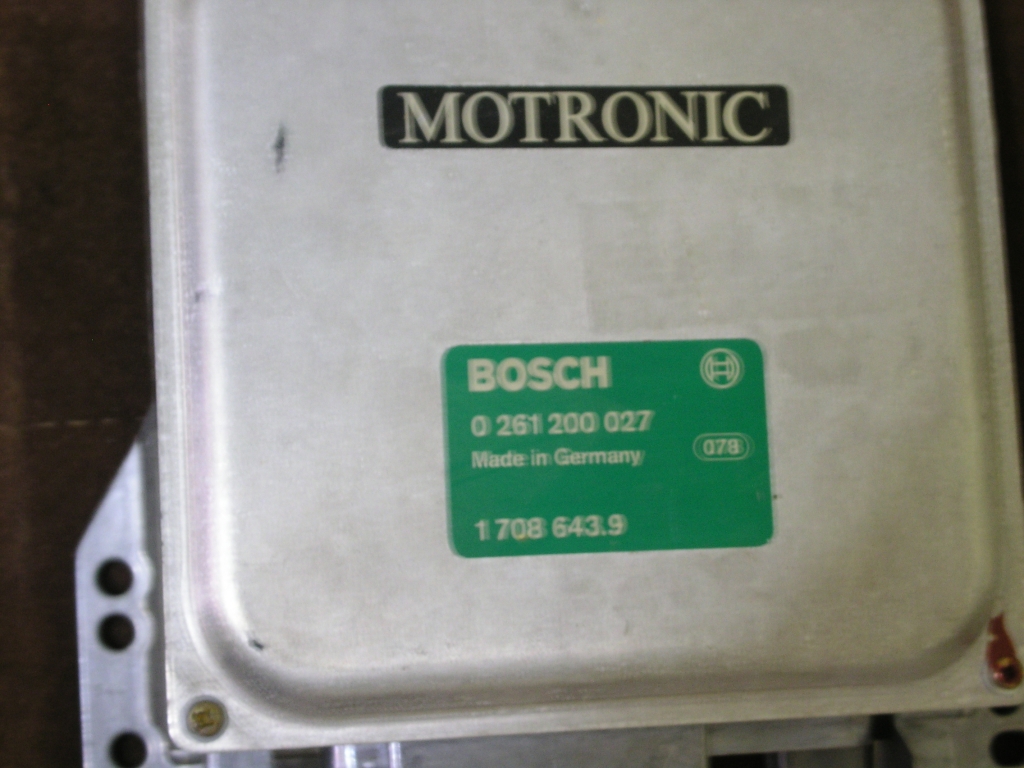 MOTRONIC
BOSCH
0 261 200 027
Made in Germany
078
1 708 643.9